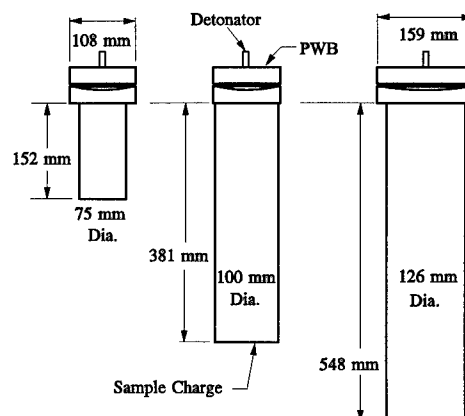 Detonator
108 mm
PWB
159 mm
152 mm
75 mm
Dia.
381 mm
100 mm
Dia.
126 mm
Dia.
548 mm
Sample Charge